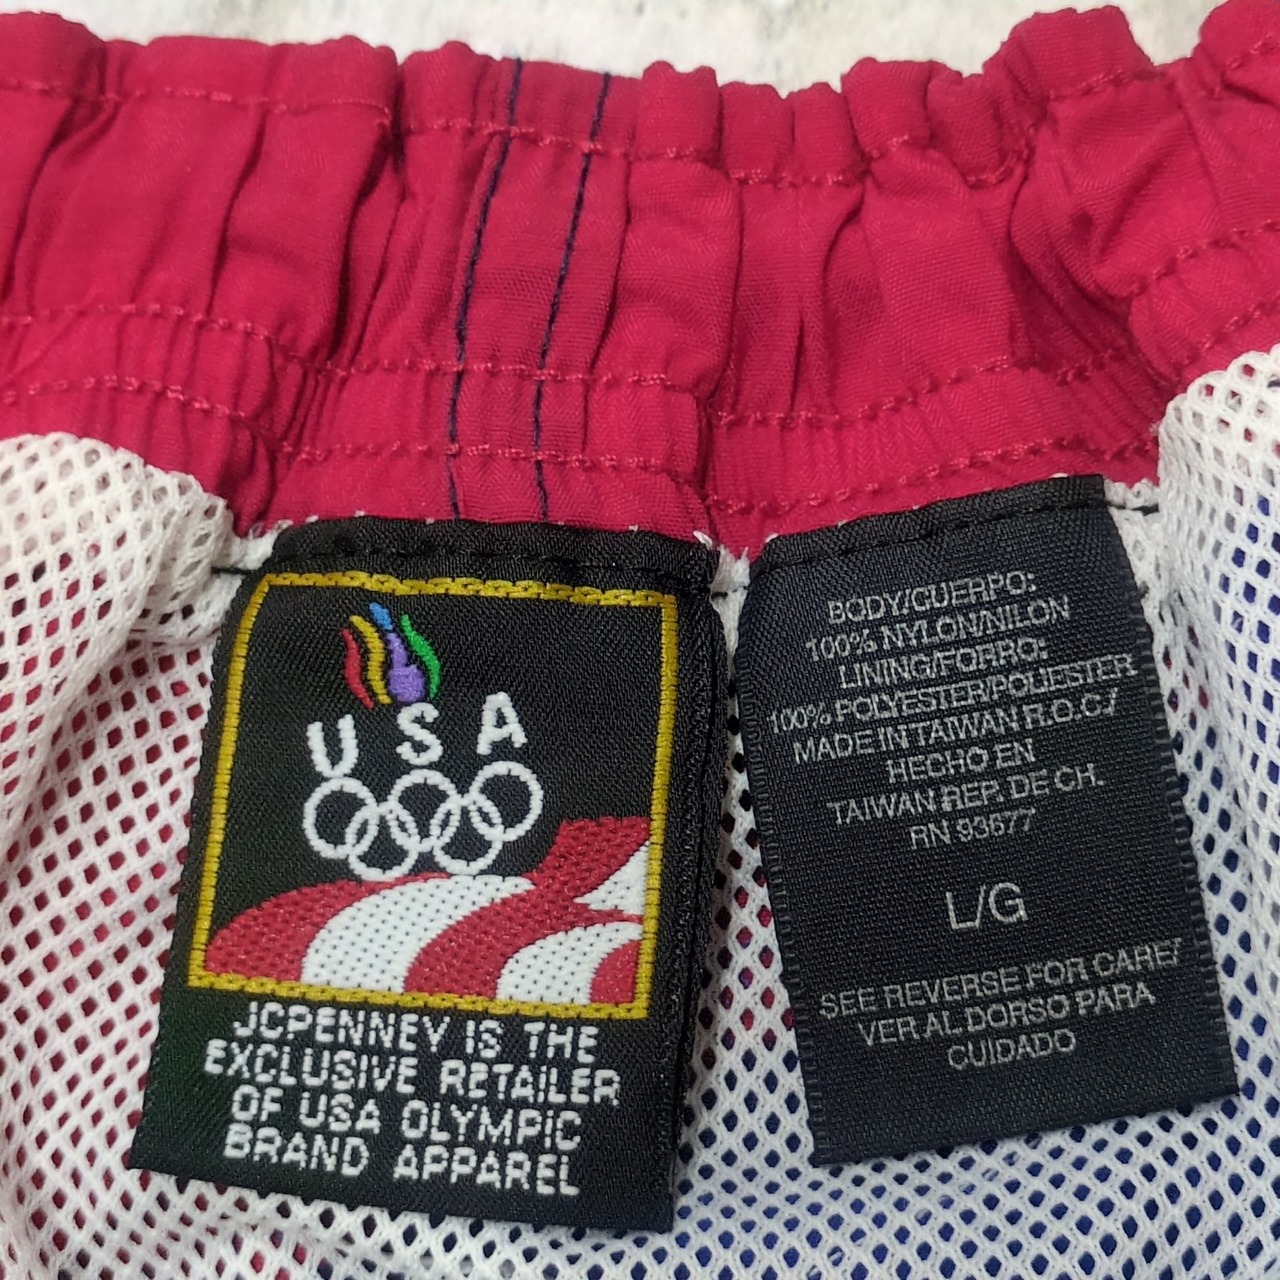 USA
JCPENNEY IS THE
EXCLUSIVE RETAILER
OF USA OLYMPIC
BRAND APPAREL
BODY/CUERPO:
100% NYLON/NILON
LINING/FORRO:
100% POLYESTER/POLIESTER
MADE IN TAIWAN R.O.C./
HECHO EN
TAIWAN REP. DE CH.
RN 93677
L/G
SEE REVERSE FOR CARE/
VER AL DORSO PARA
CUIDADO